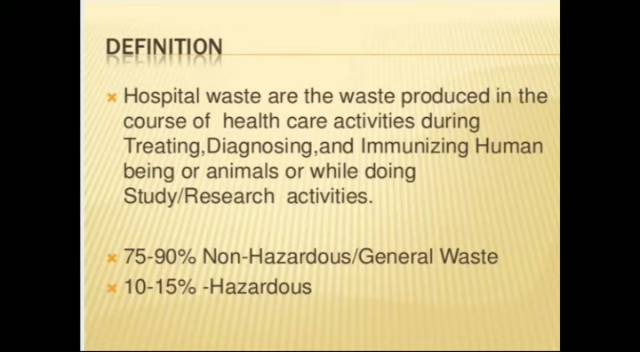 DEFINITION
Hospital waste are the waste produced in the
course of health care activities during
Treating,Diagnosing,and Immunizing Human
being or animals or while doing
Study/Research activities.
75-90% Non-Hazardous/General Waste
10-15% -Hazardous